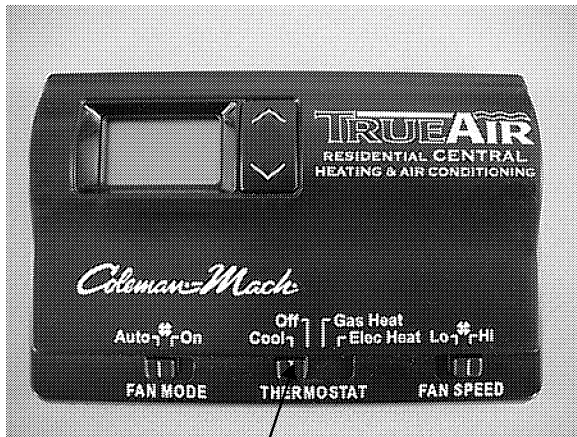 TRUEAIR
RESIDENTIAL CENTRAL
HEATING & AIR CONDITIONING
Coleman-Mach
Off Gas Heat
Auto On Cool Elec Heat Lo Hi
FAN MODE THERMOSTAT FAN SPEED